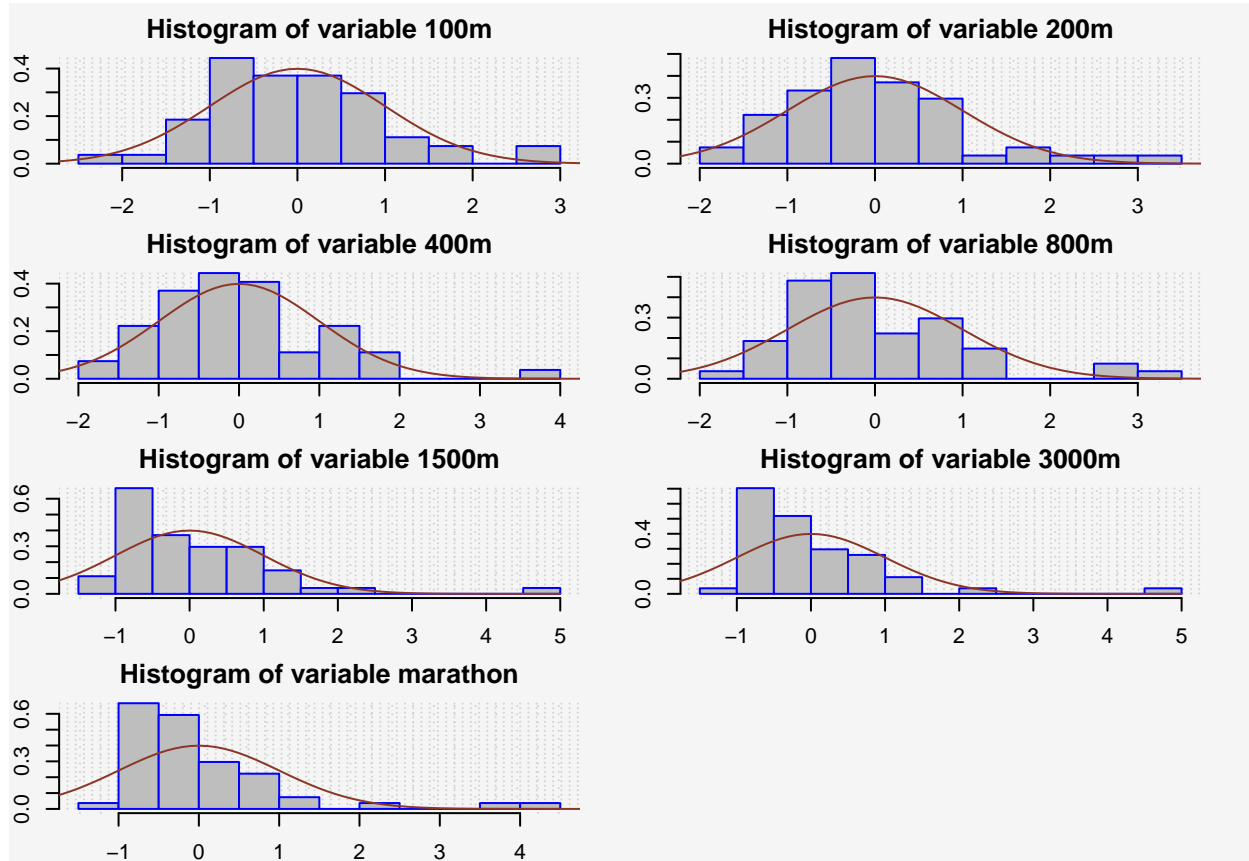 Histogram of variable 100m
0.0 0.2 0.4
−2 −1 0 1 2 3
Histogram of variable 200m
0.0 0.3
−2 −1 0 1 2 3
Histogram of variable 400m
0.0 0.2 0.4
−2 −1 0 1 2 3 4
Histogram of variable 800m
0.0 0.3
−2 −1 0 1 2 3
Histogram of variable 1500m
0.0 0.3 0.6
−1 0 1 2 3 4 5
Histogram of variable 3000m
0.0 0.4
−1 0 1 2 3 4 5
Histogram of variable marathon
0.0 0.3 0.6
−1 0 1 2 3 4